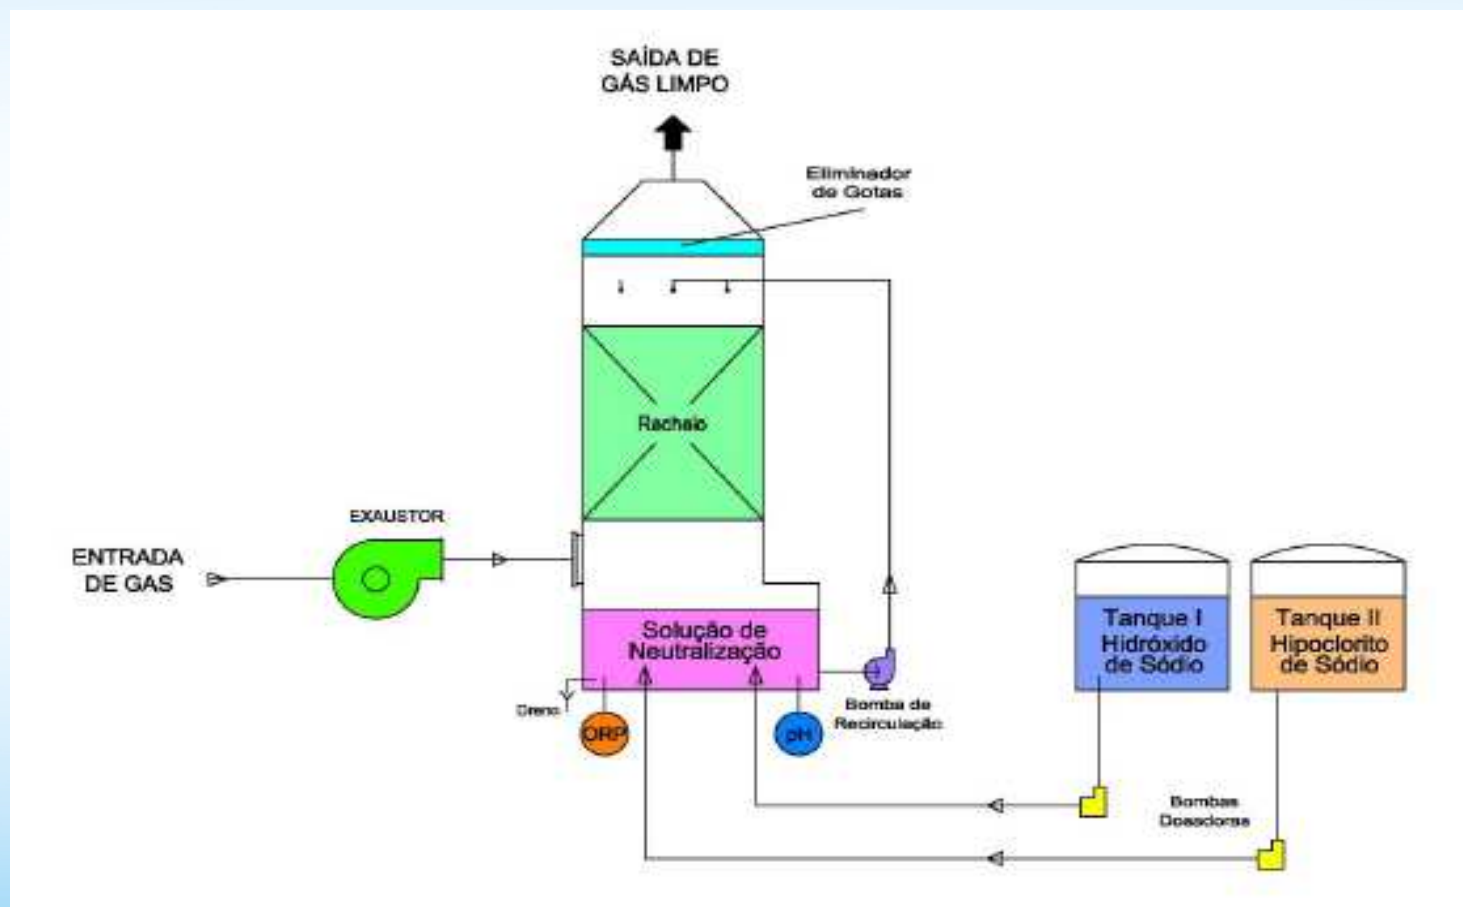 SAÍDA DE
GÁS LIMPO
Eliminador
de Gotas
Racheio
EXAUSTOR
ENTRADA
DE GAS
Solução de
Neutralização
Tanque I
Hidróxido
de Sódio
Tanque II
Hipoclorito
de Sódio
Dreno
ORP
pH
Bomba de
Recirculação
Bombas
Dosadoras